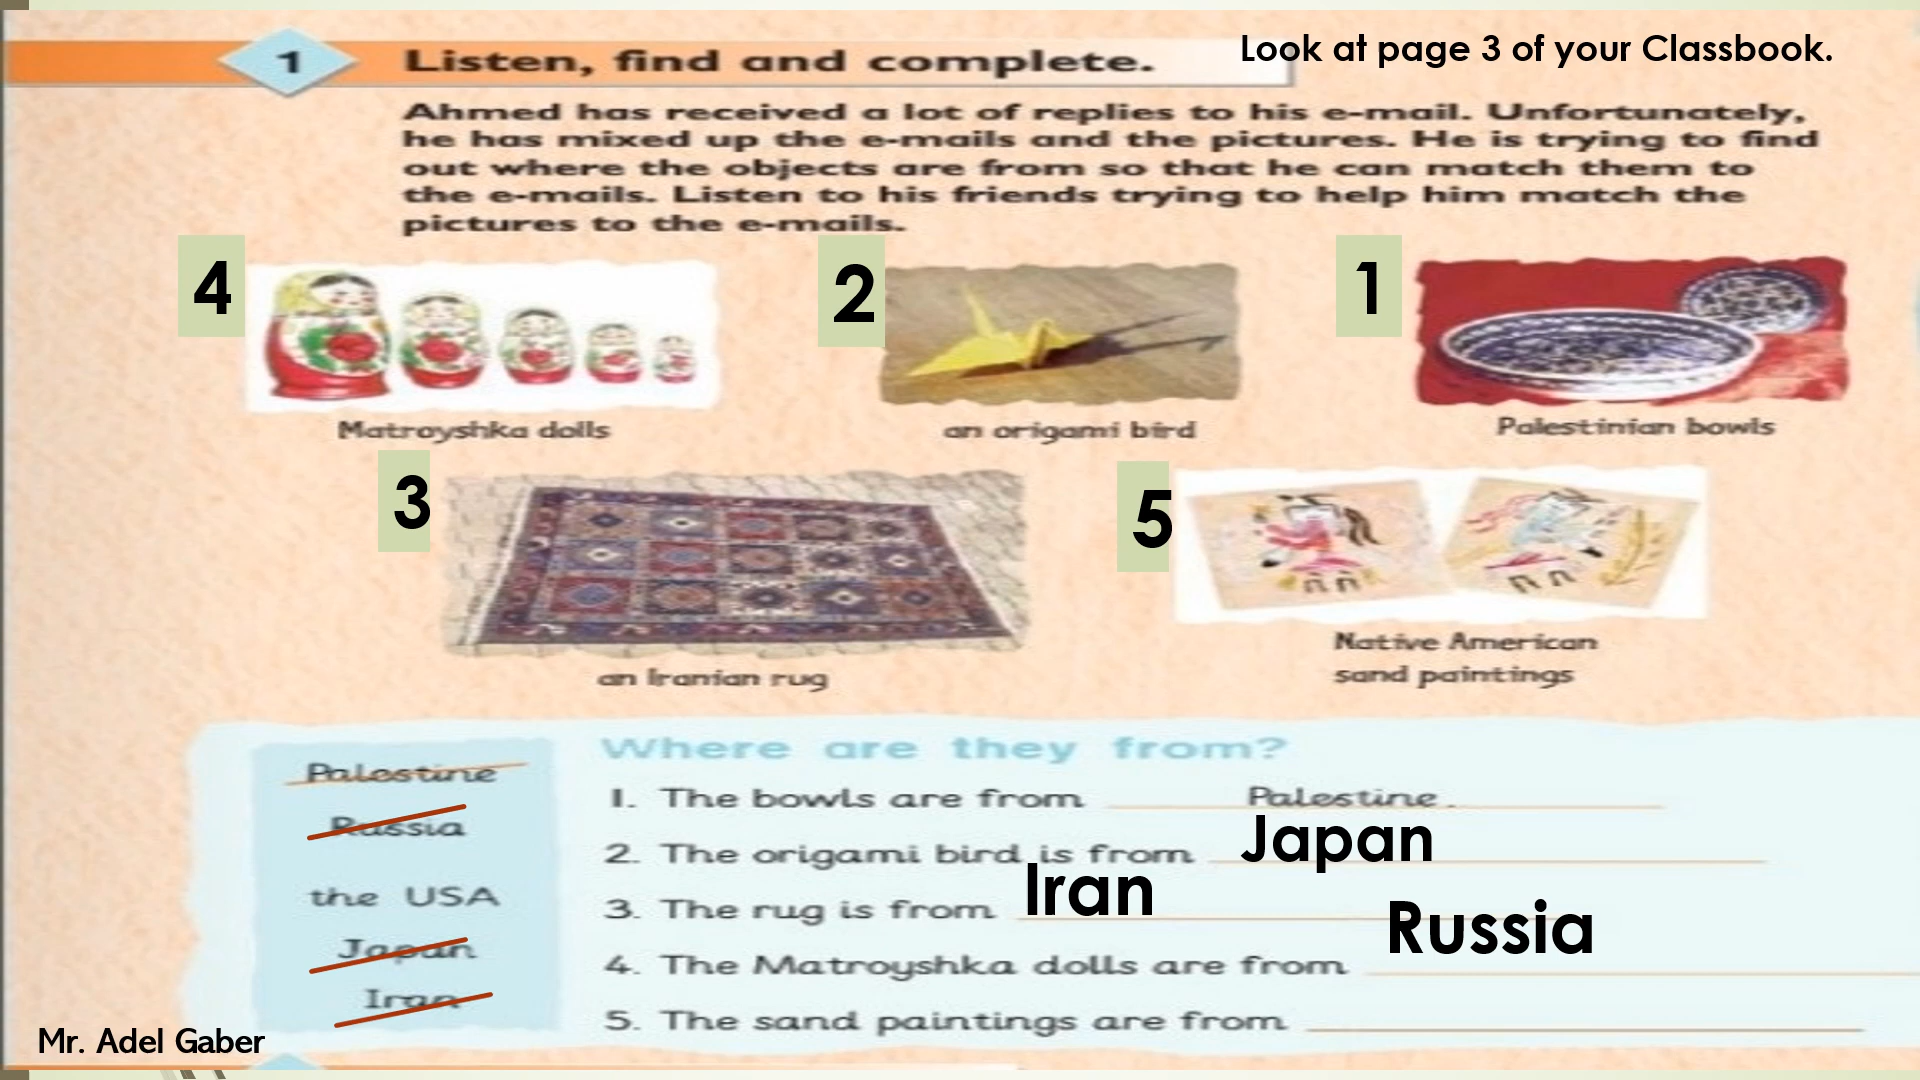 1 Listen, find and complete.
Look at page 3 of your Classbook.
Ahmed has received a lot of replies to his e-mail. Unfortunately,
he has mixed up the e-mails and the pictures. He is trying to find
out where the objects are from so that he can match them to
the e-mails. Listen to his friends trying to help him match the
pictures to the e-mails.
4
2
1
Matroyshka dolls
an origami bird
Palestinian bowls
3
5
an Iranian rug
Native American
sand paintings
Palestine
Russia
the USA
Japan
Iran
Where are they from?
1. The bowls are from Palestine.
2. The origami bird is from Japan
3. The rug is from Iran
4. The Matroyshka dolls are from Russia
5. The sand paintings are from
Mr. Adel Gaber